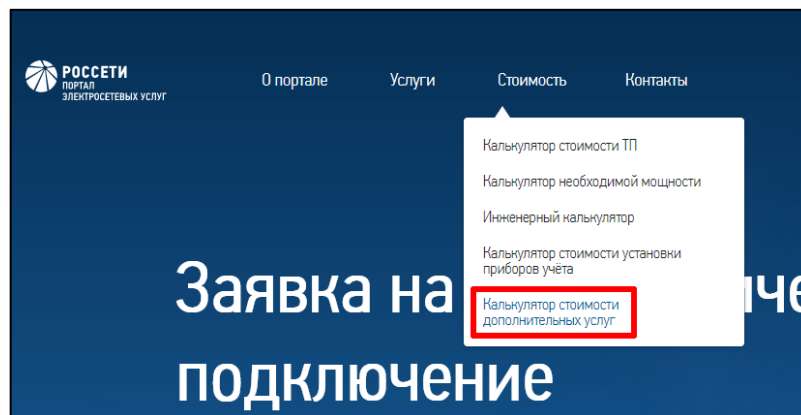 РОССЕТИ
ПОРТАЛ
ЭЛЕКТРОСЕТЕВЫХ УСЛУГ
О портале Услуги Стоимость Контакты
Калькулятор стоимости ТП
Калькулятор необходимой мощности
Инженерный калькулятор
Калькулятор стоимости установки
приборов учёта
Калькулятор стоимости
дополнительных услуг
Заявка на
подключение